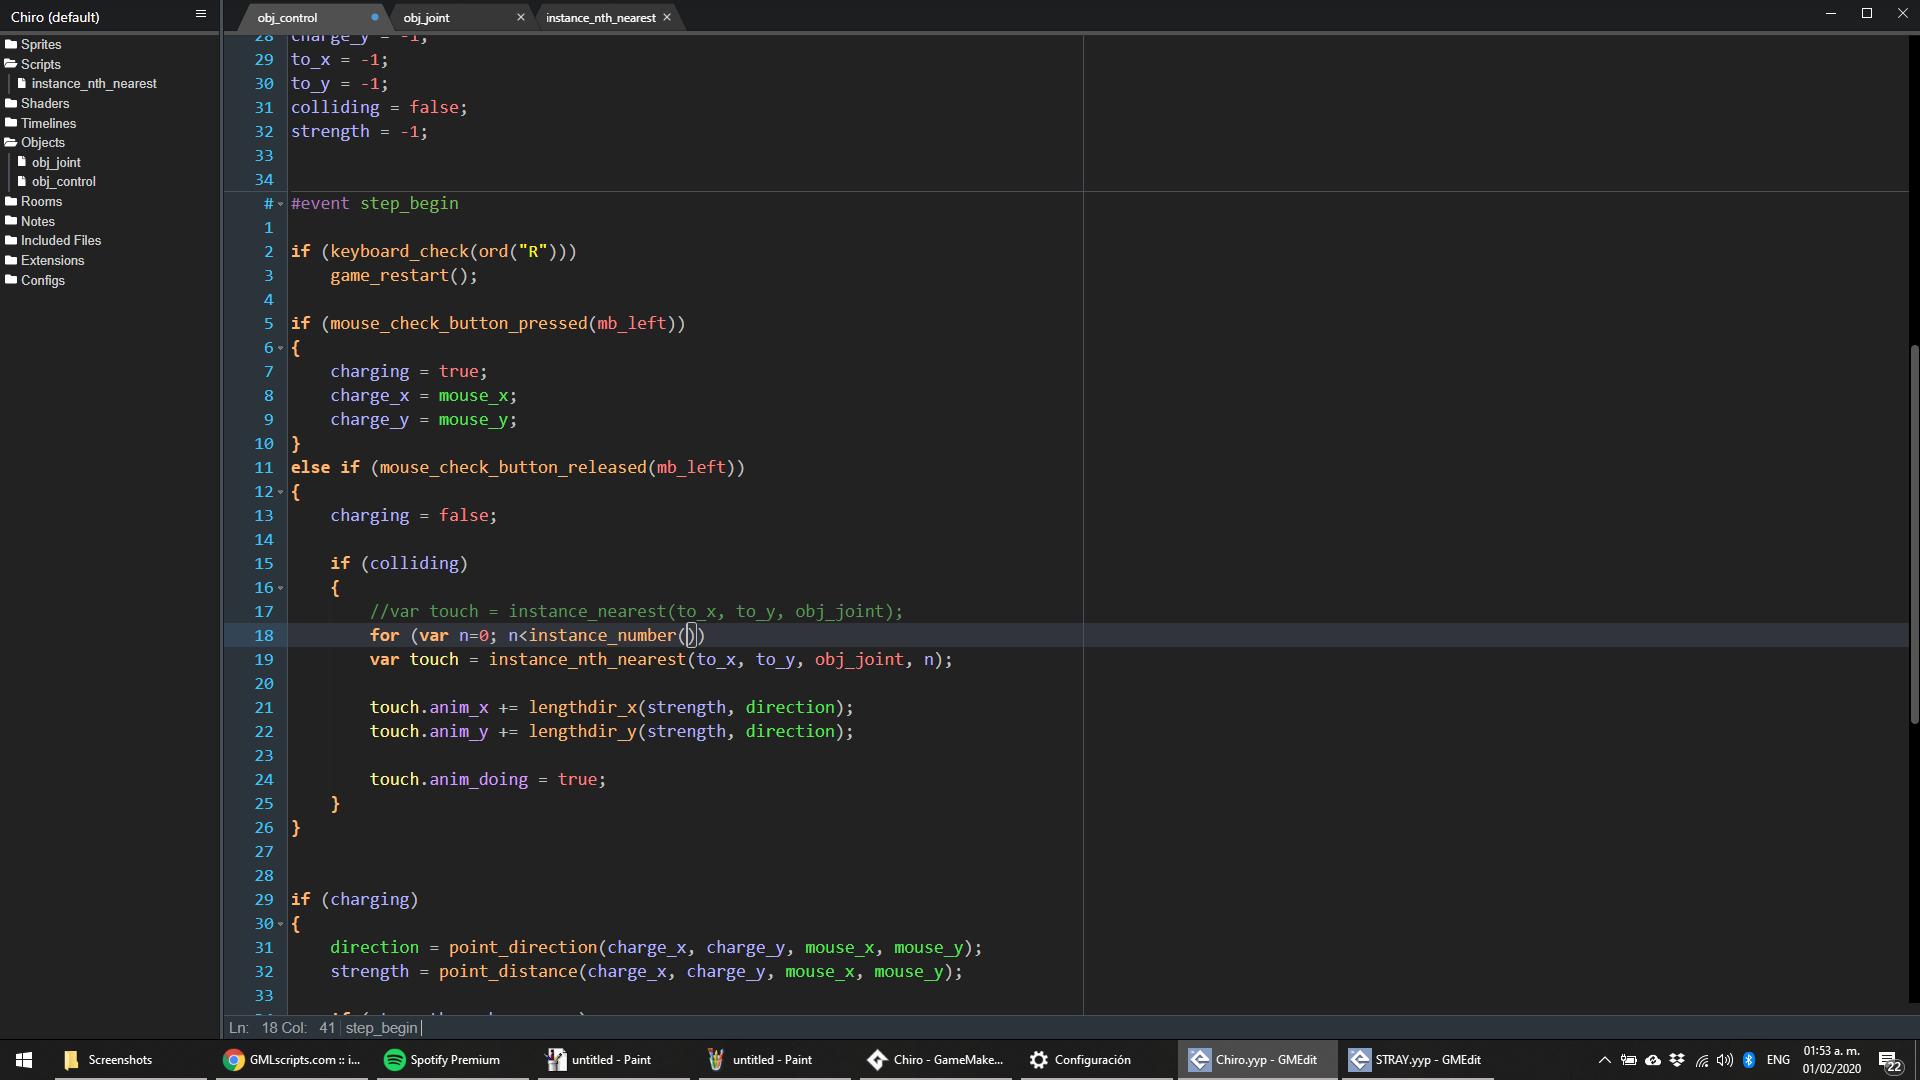 Chiro (default)
obj_control
obj_joint
instance_nth_nearest
Sprites
Scripts
instance_nth_nearest
Shaders
Timelines
Objects
obj_joint
obj_control
Rooms
Notes
Included Files
Extensions
Configs
28 charge_y = -1;
29 to_x = -1;
30 to_y = -1;
31 colliding = false;
32 strength = -1;
33
34
# #event step_begin
1
2 if (keyboard_check(ord("R")))
3 game_restart();
4
5 if (mouse_check_button_pressed(mb_left))
6 {
7 charging = true;
8 charge_x = mouse_x;
9 charge_y = mouse_y;
10 }
11 else if (mouse_check_button_released(mb_left))
12 {
13 charging = false;
14
15 if (colliding)
16 {
17 //var touch = instance_nearest(to_x, to_y, obj_joint);
18 for (var n=0; n<instance_number())
19 var touch = instance_nth_nearest(to_x, to_y, obj_joint, n);
20
21 touch.anim_x += lengthdir_x(strength, direction);
22 touch.anim_y += lengthdir_y(strength, direction);
23
24 touch.anim_doing = true;
25 }
26 }
27
28
29 if (charging)
30 {
31 direction = point_direction(charge_x, charge_y, mouse_x, mouse_y);
32 strength = point_distance(charge_x, charge_y, mouse_x, mouse_y);
33
Ln: 18 Col: 41 step_begin
Screenshots
GMLscripts.com :: i...
Spotify Premium
untitled - Paint
untitled - Paint
Chiro - GameMake...
Configuración
Chiro.yyp - GMEdit
STRAY.yyp - GMEdit
ENG
01:53 a. m.
01/02/2020
22